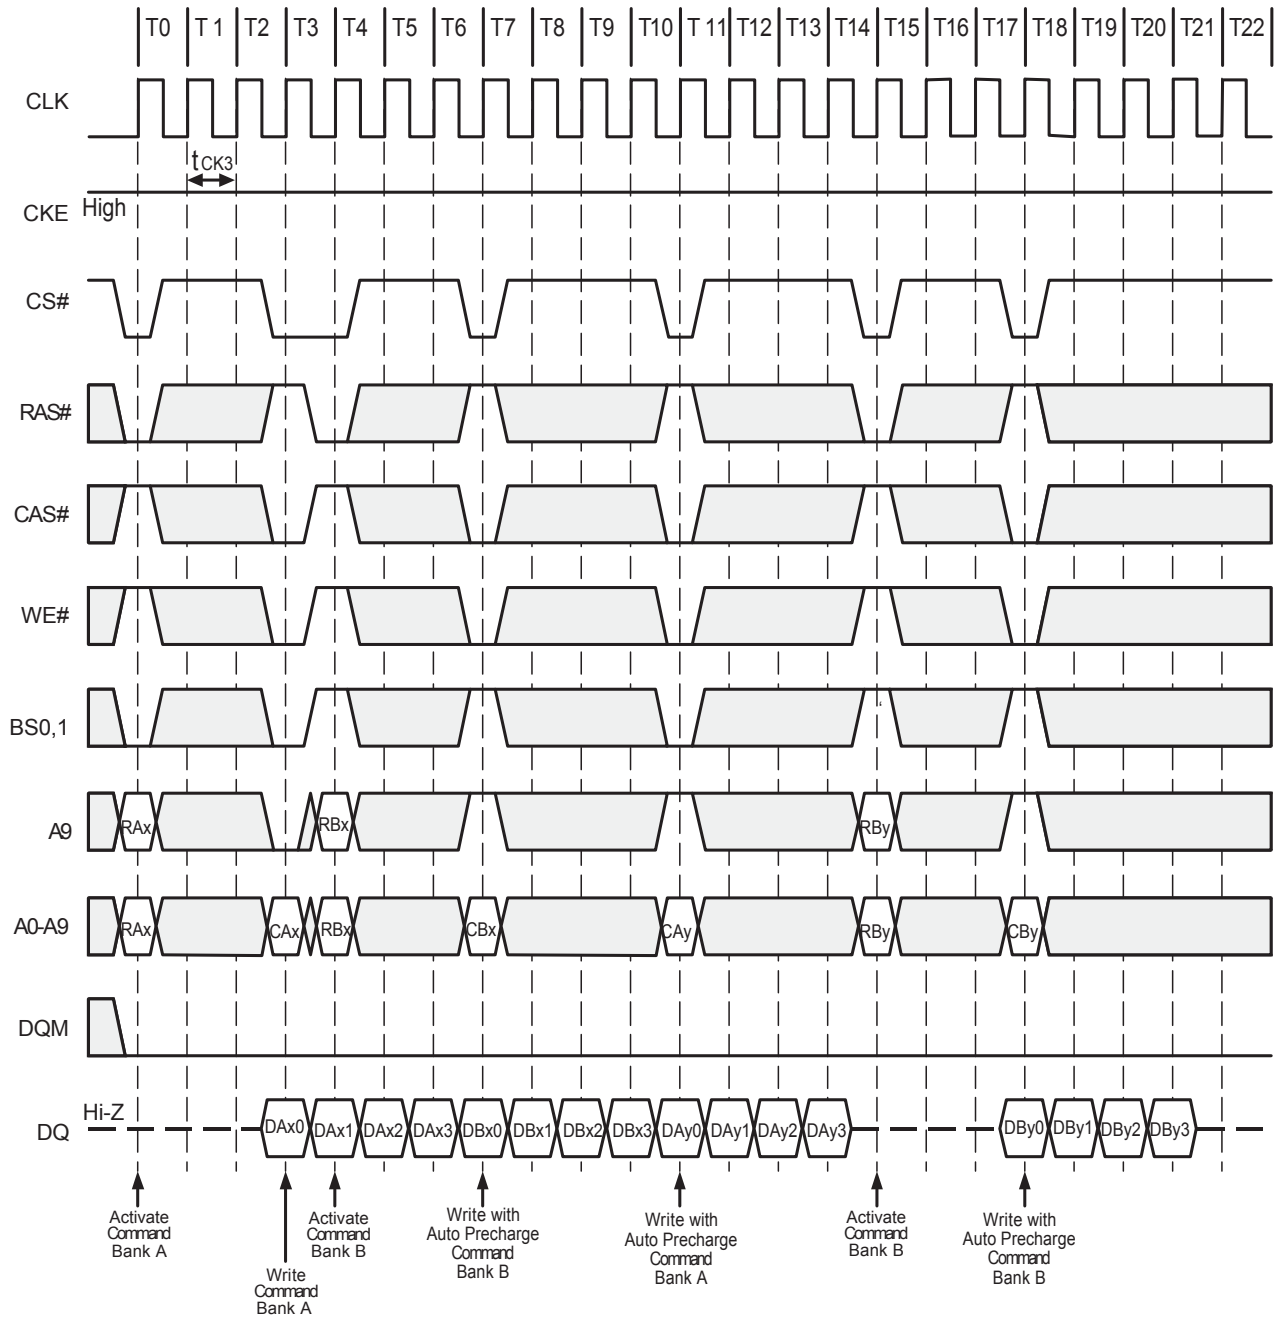 T0 T 1 T2 T3 T4 T5 T6 T7 T8 T9 T10 T 11 T12 T13 T14 T15 T16 T17 T18 T19 T20 T21 T22
CLK
tCK3
CKE High
CS#
RAS#
CAS#
WE#
BS0,1
A9 RAx RBx RBy
A0-A9 RAx CAx RBx CBx CAy RBy CBy
DQM
Hi-Z
DQ DAx0 DAx1 DAx2 DAx3 DBx0 DBx1 DBx2 DBx3 DAy0 DAy1 DAy2 DAy3 DBy0 DBy1 DBy2 DBy3
Activate
Command
Bank A
Write
Command
Bank A
Activate
Command
Bank B
Write with
Auto Precharge
Command
Bank B
Write with
Auto Precharge
Command
Bank A
Activate
Command
Bank B
Write with
Auto Precharge
Command
Bank B